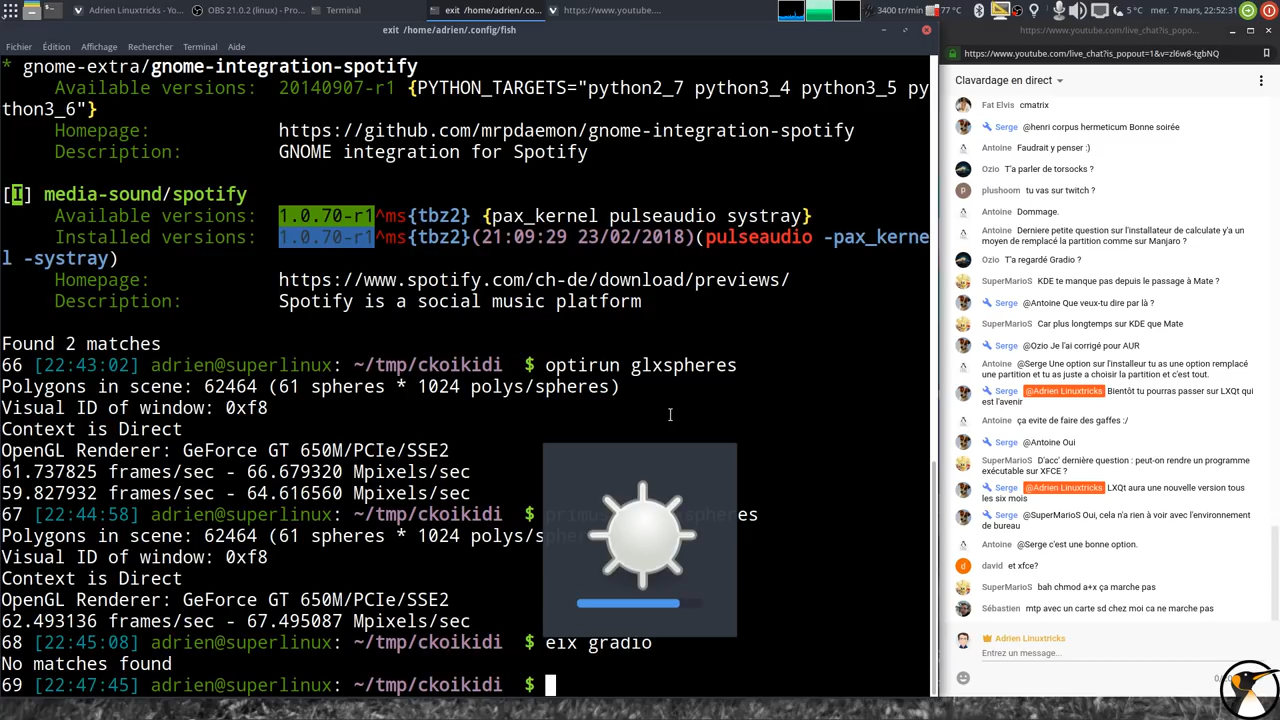 Adrien Linuxtricks - Yo...
OBS 21.0.2 (linux) - Pro...
Terminal
exit /home/adrien/.co...
https://www.youtube....
3400 tr/min
77 °C
5 °C
mer. 7 mars, 22:52:31
exit /home/adrien/.config/fish
Fichier Édition Affichage Rechercher Terminal Aide
* gnome-extra/gnome-integration-spotify
Available versions: 20140907-r1 {PYTHON_TARGETS="python2_7 python3_4 python3_5 py
thon3_6"}
Homepage: https://github.com/mrpdaemon/gnome-integration-spotify
Description: GNOME integration for Spotify
[I] media-sound/spotify
Available versions: 1.0.70-r1^ms{tbz2} {pax_kernel pulseaudio systray}
Installed versions: 1.0.70-r1^ms{tbz2}(21:09:29 23/02/2018)(pulseaudio -pax_kerne
l -systray)
Homepage: https://www.spotify.com/ch-de/download/previews/
Description: Spotify is a social music platform
Found 2 matches
66 [22:43:02] adrien@superlinux: ~/tmp/ckoikidi $ optirun glxspheres
Polygons in scene: 62464 (61 spheres * 1024 polys/spheres)
Visual ID of window: 0xf8
Context is Direct
OpenGL Renderer: GeForce GT 650M/PCIe/SSE2
61.737825 frames/sec - 66.679320 Mpixels/sec
59.827932 frames/sec - 64.616560 Mpixels/sec
67 [22:44:58] adrien@superlinux: ~/tmp/ckoikidi $
Polygons in scene: 62464 (61 spheres * 1024 polys/sphe
Visual ID of window: 0xf8
Context is Direct
OpenGL Renderer: GeForce GT 650M/PCIe/SSE2
62.493136 frames/sec - 67.495087 Mpixels/sec
68 [22:45:08] adrien@superlinux: ~/tmp/ckoikidi $ eix gradio
No matches found
69 [22:47:45] adrien@superlinux: ~/tmp/ckoikidi $
https://www.youtube.com/live_chat?is_popo...
https://www.youtube.com/live_chat?is_popout=1&v=zl6w8-tgbNQ
Clavardage en direct
Fat Elvis cmatrix
Serge @henri corpus hermeticum Bonne soirée
Antoine Faudrait y penser :)
Ozio T'a parler de torsocks ?
plushoom tu vas sur twitch ?
Antoine Dommage.
Antoine Derniere petite question sur l'installateur de calculate y'a un
moyen de remplacé la partition comme sur Manjaro ?
Ozio T'a regardé Gradio ?
SuperMarioS KDE te manque pas depuis le passage à Mate ?
Serge @Antoine Que veux-tu dire par là ?
SuperMarioS Car plus longtemps sur KDE que Mate
Serge @Ozio Je l'ai corrigé pour AUR
Antoine @Serge Une option sur l'installeur tu as une option remplacé
une partition et tu as juste a choisir la partition et c'est tout.
Serge @Adrien Linuxtricks Bientôt tu pourras passer sur LXQt qui
est l'avenir
Antoine ça evite de faire des gaffes :/
Serge @Antoine Oui
SuperMarioS D'acc' dernière question : peut-on rendre un programme
exécutable sur XFCE ?
Serge @Adrien Linuxtricks LXQt aura une nouvelle version tous
les six mois
Serge @SuperMarioS Oui, cela n'a rien à voir avec l'environnement
de bureau
Antoine @Serge c'est une bonne option.
david et xfce?
SuperMarioS bah chmod a+x ça marche pas
Sébastien mtp avec un carte sd chez moi ca ne marche pas
Adrien Linuxtricks
Entrez un message...